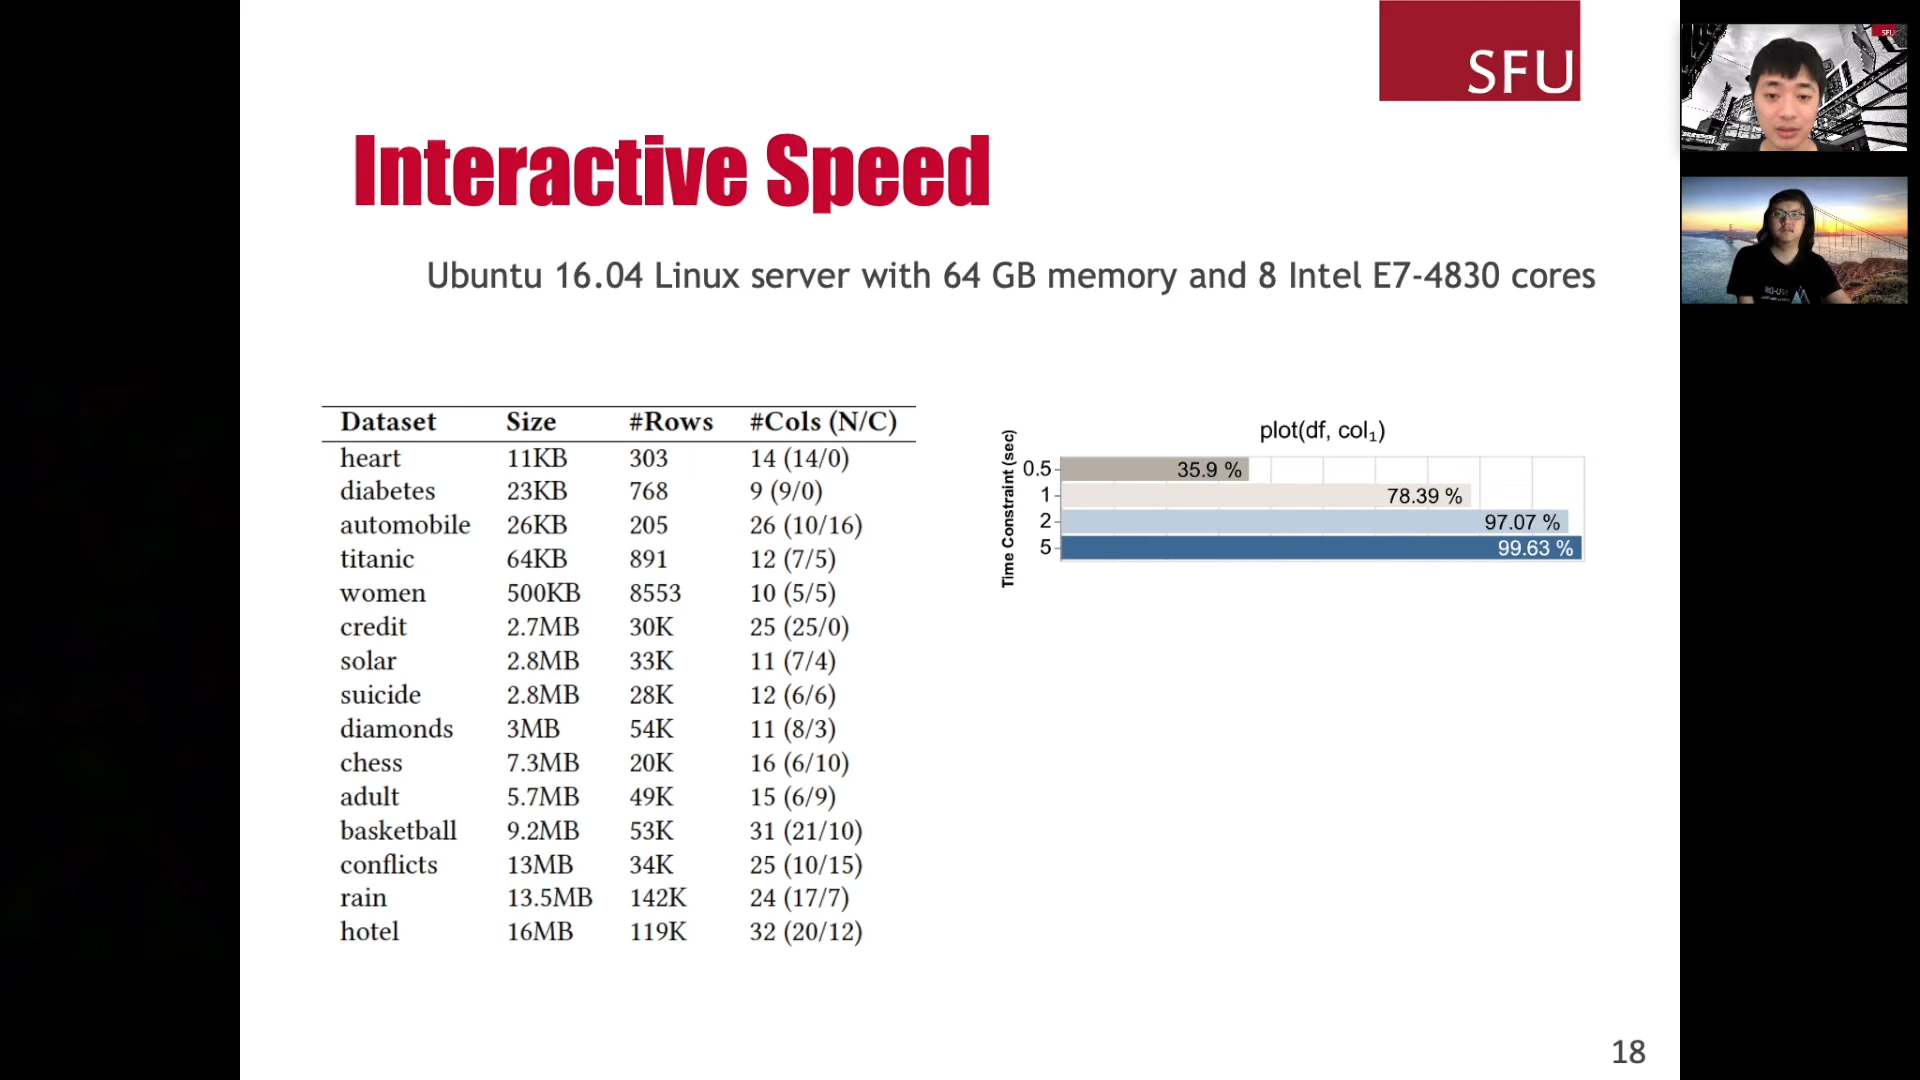 SFU
Interactive Speed
Ubuntu 16.04 Linux server with 64 GB memory and 8 Intel E7-4830 cores
Dataset Size #Rows #Cols (N/C)
heart 11KB 303 14 (14/0)
diabetes 23KB 768 9 (9/0)
automobile 26KB 205 26 (10/16)
titanic 64KB 891 12 (7/5)
women 500KB 8553 10 (5/5)
credit 2.7MB 30K 25 (25/0)
solar 2.8MB 33K 11 (7/4)
suicide 2.8MB 28K 12 (6/6)
diamonds 3MB 54K 11 (8/3)
chess 7.3MB 20K 16 (6/10)
adult 5.7MB 49K 15 (6/9)
basketball 9.2MB 53K 31 (21/10)
conflicts 13MB 34K 25 (10/15)
rain 13.5MB 142K 24 (17/7)
hotel 16MB 119K 32 (20/12)
plot(df, col₁)
Time Constraint (sec)
0.5 35.9 %
1 78.39 %
2 97.07 %
5 99.63 %
18
SFU